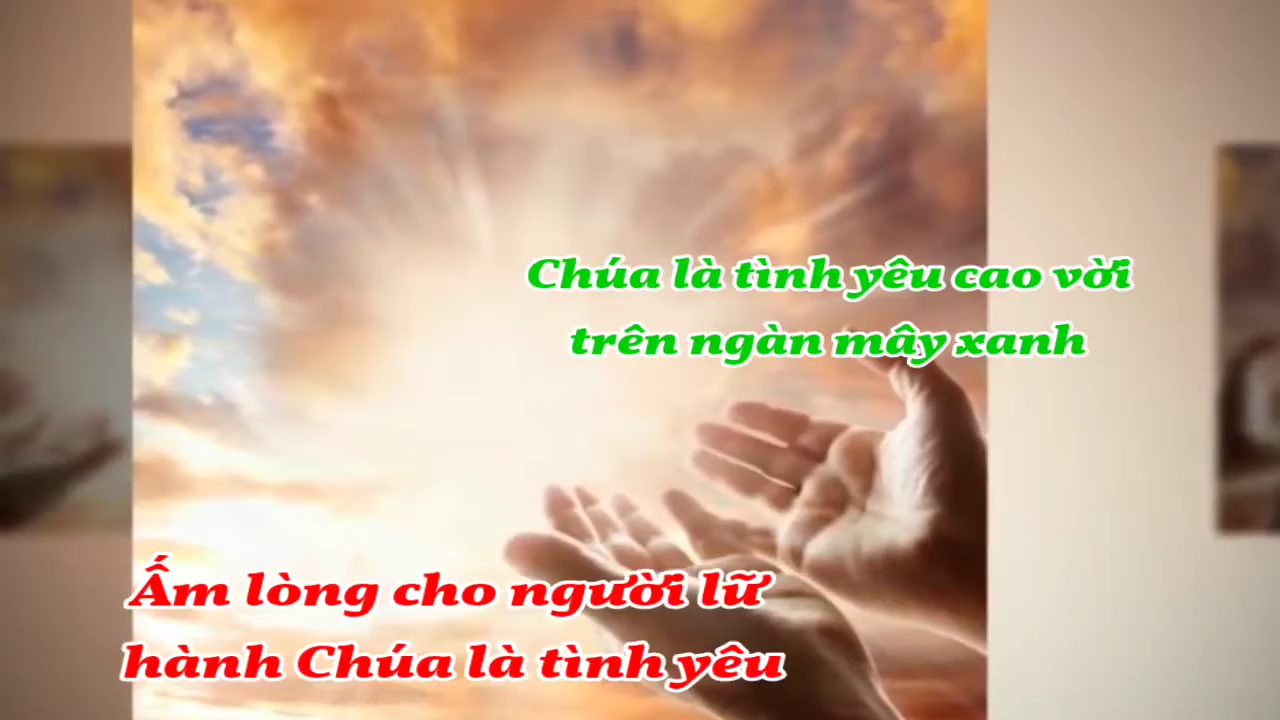 Chúa là tình yêu cao vời
trên ngàn mây xanh
Ấm lòng cho người lữ
hành Chúa là tình yêu